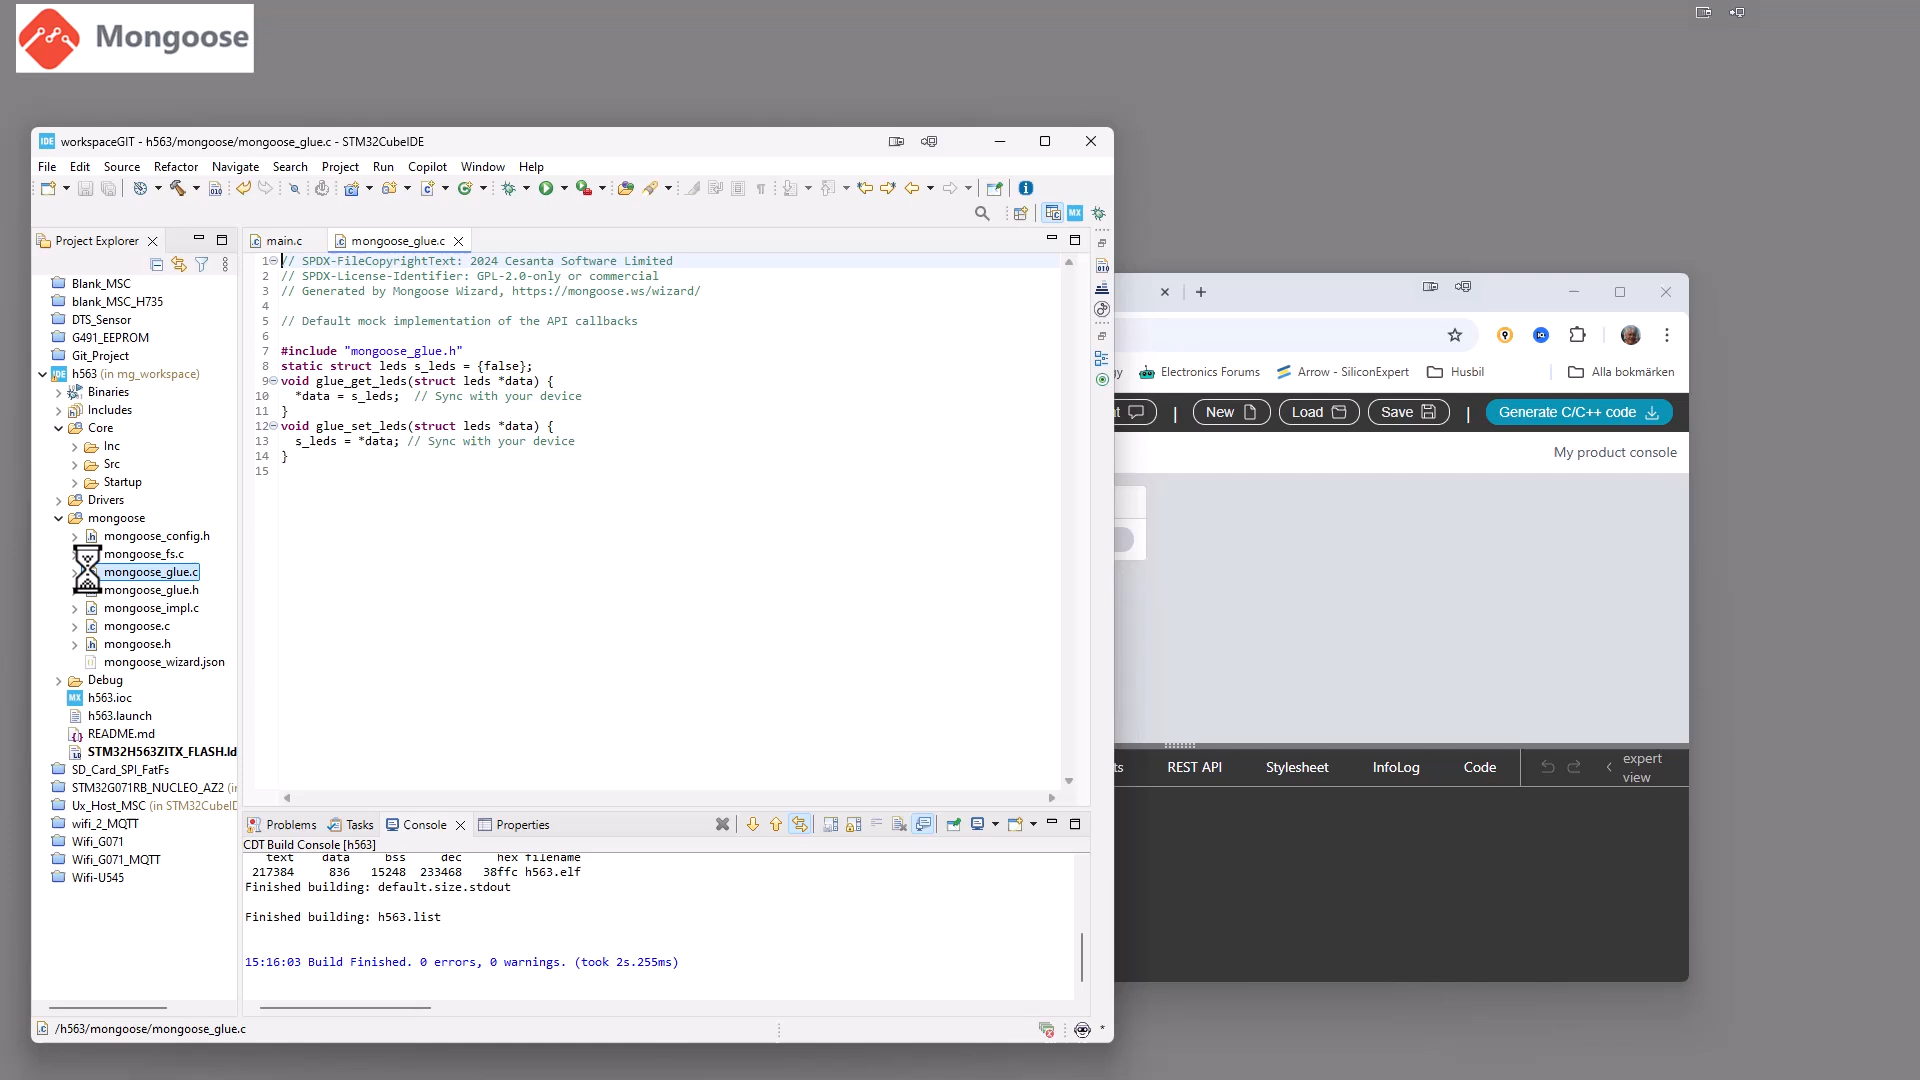 Mongoose
workspaceGIT - h563/mongoose/mongoose_glue.c - STM32CubeIDE
File Edit Source Refactor Navigate Search Project Run Copilot Window Help
Project Explorer
main.c
mongoose_glue.c
Blank_MSC
blank_MSC_H735
DTS_Sensor
G491_EEPROM
Git_Project
h563 (in mg_workspace)
Binaries
Includes
Core
Inc
Src
Startup
Drivers
mongoose
mongoose_config.h
mongoose_fs.c
mongoose_glue.c
mongoose_glue.h
mongoose_impl.c
mongoose.c
mongoose.h
mongoose_wizard.json
Debug
h563.ioc
h563.launch
README.md
STM32H563ZITX_FLASH.ld
SD_Card_SPI_FatFs
STM32G071RB_NUCLEO_AZ2 (i
Ux_Host_MSC (in STM32CubeID
wifi_2_MQTT
Wifi_G071
Wifi_G071_MQTT
Wifi-U545
1 // SPDX-FileCopyrightText: 2024 Cesanta Software Limited
2 // SPDX-License-Identifier: GPL-2.0-only or commercial
3 // Generated by Mongoose Wizard, https://mongoose.ws/wizard/
4
5 // Default mock implementation of the API callbacks
6
7 #include "mongoose_glue.h"
8 static struct leds s_leds = {false};
9 void glue_get_leds(struct leds *data) {
10 *data = s_leds; // Sync with your device
11 }
12 void glue_set_leds(struct leds *data) {
13 s_leds = *data; // Sync with your device
14 }
15
Problems Tasks Console Properties
CDT Build Console [h563]
text data bss dec hex filename
217384 836 15248 233468 38ffc h563.elf
Finished building: default.size.stdout
Finished building: h563.list
15:16:03 Build Finished. 0 errors, 0 warnings. (took 2s.255ms)
/h563/mongoose/mongoose_glue.c
gy Electronics Forums Arrow - SiliconExpert Husbil Alla bokmärken
t | New Load Save | Generate C/C++ code
My product console
ts REST API Stylesheet InfoLog Code
expert
view